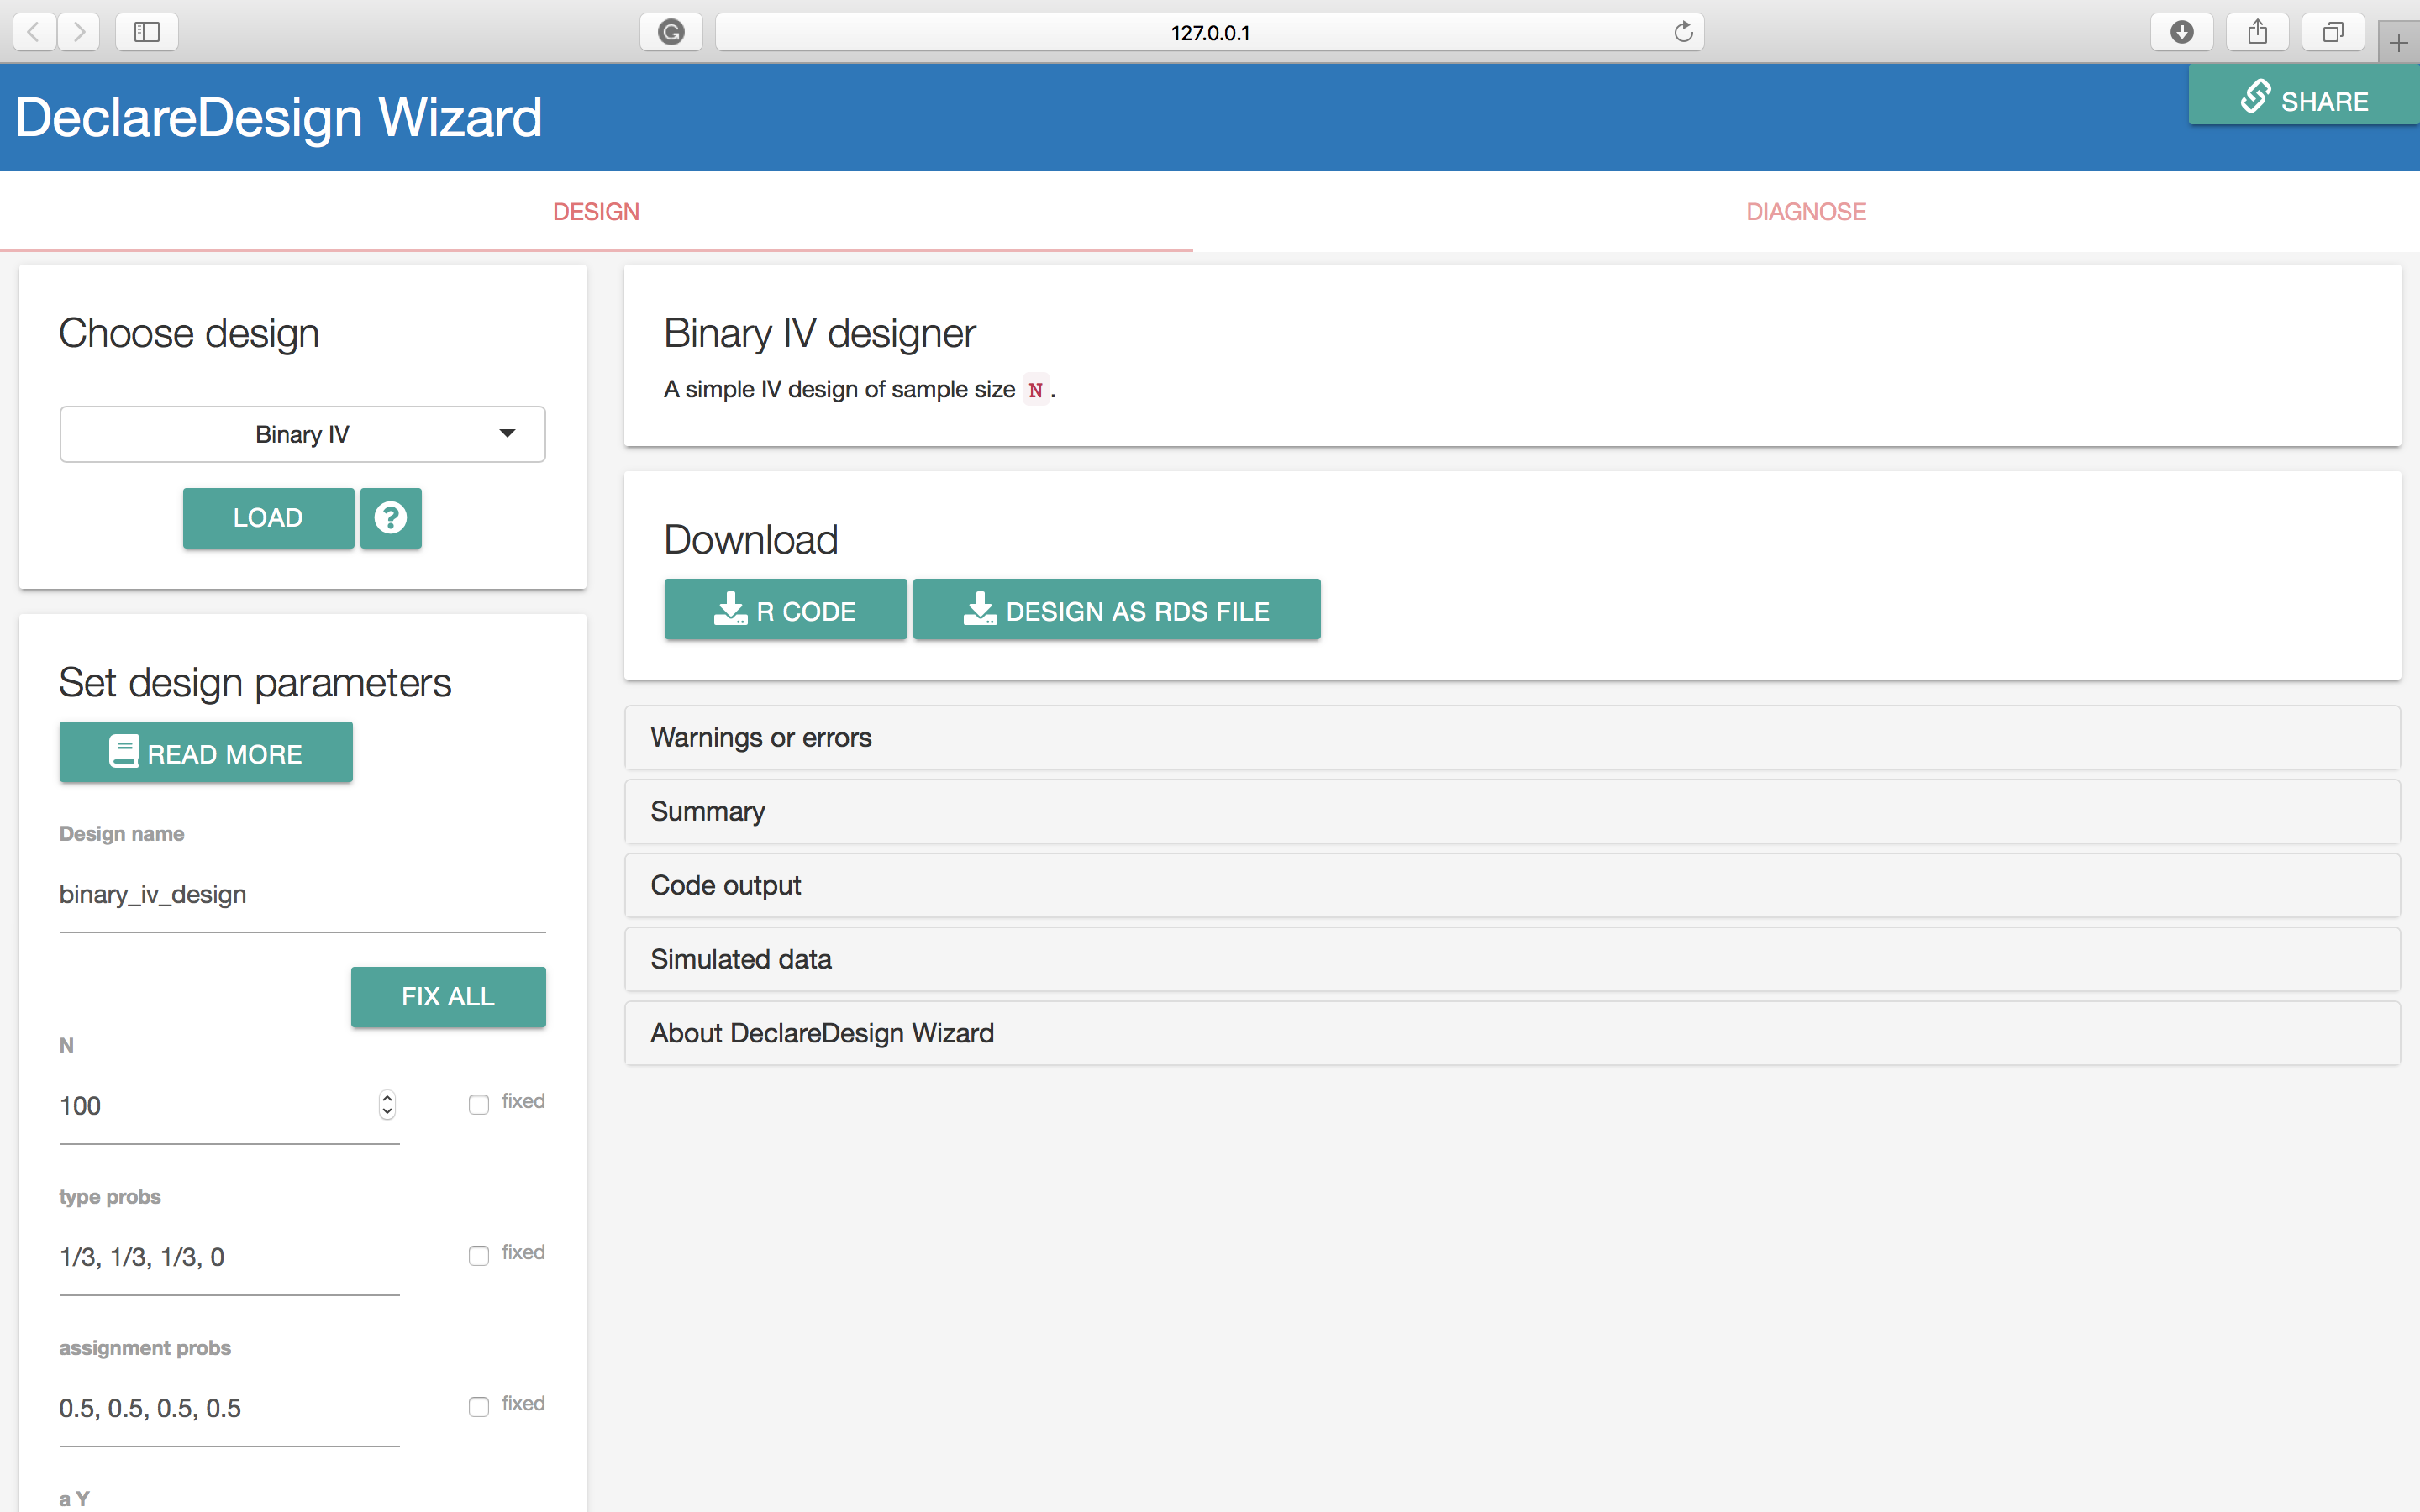 127.0.0.1
DeclareDesign Wizard
SHARE
DESIGN
DIAGNOSE
Choose design
Binary IV
LOAD
?
Set design parameters
READ MORE
Design name
binary_iv_design
FIX ALL
N
100
fixed
type probs
1/3, 1/3, 1/3, 0
fixed
assignment probs
0.5, 0.5, 0.5, 0.5
fixed
a Y
Binary IV designer
A simple IV design of sample size N .
Download
R CODE
DESIGN AS RDS FILE
Warnings or errors
Summary
Code output
Simulated data
About DeclareDesign Wizard